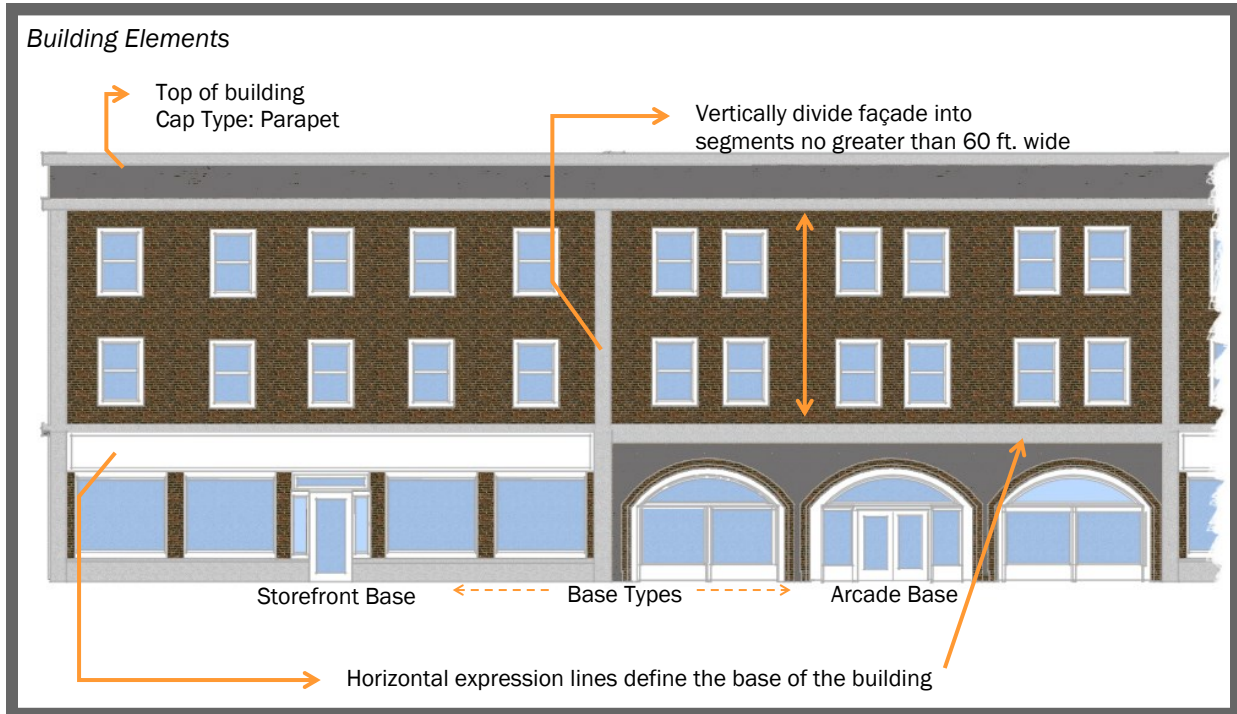 Building Elements
Top of building
Cap Type: Parapet
Vertically divide façade into
segments no greater than 60 ft. wide
Storefront Base
Base Types
Arcade Base
Horizontal expression lines define the base of the building